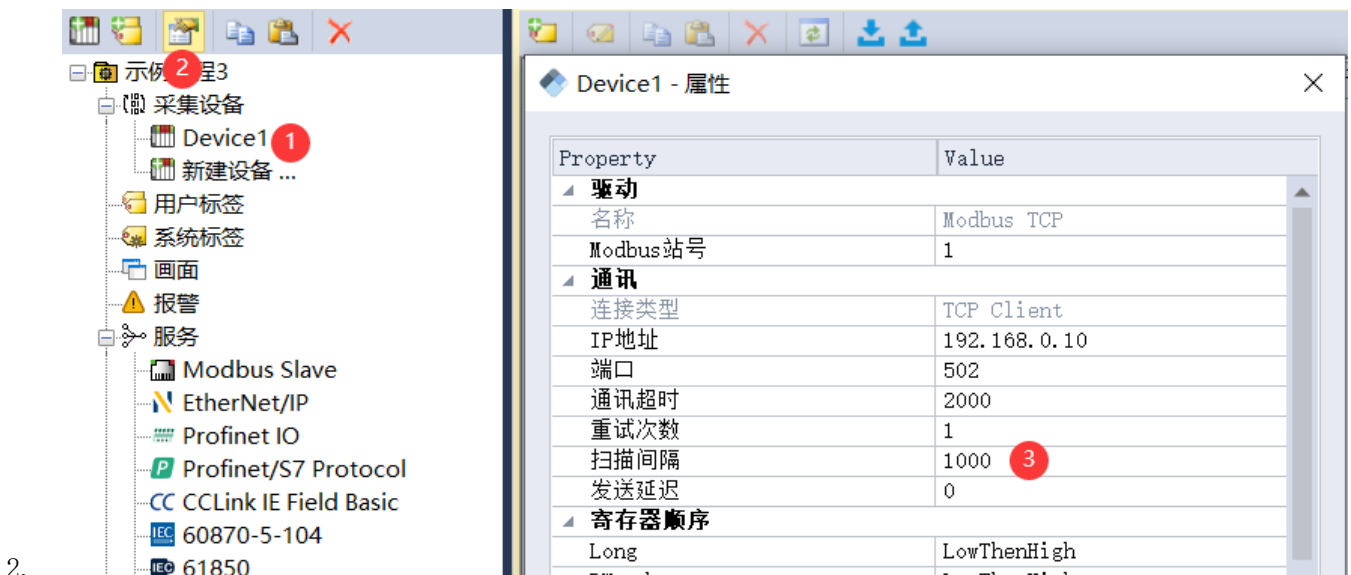 示例
2
程3
采集设备
Device1
1
新建设备 ...
用户标签
系统标签
画面
报警
服务
Modbus Slave
EtherNet/IP
Profinet IO
Profinet/S7 Protocol
CCLink IE Field Basic
60870-5-104
61850
2.
Device1 - 属性
Property Value
驱动
名称 Modbus TCP
Modbus站号 1
通讯
连接类型 TCP Client
IP地址 192.168.0.10
端口 502
通讯超时 2000
重试次数 1
扫描间隔 1000 3
发送延迟 0
寄存器顺序
Long LowThenHigh